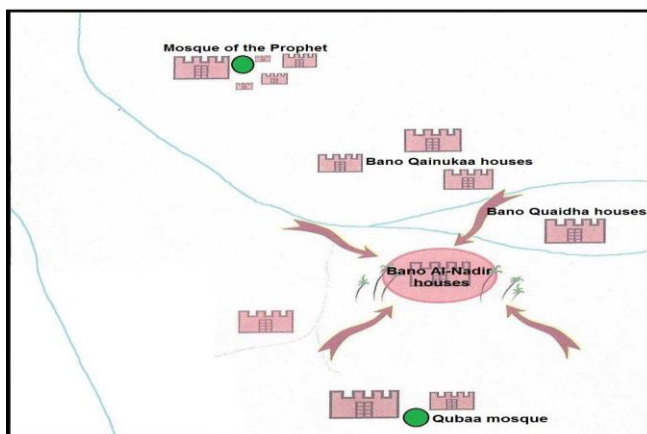 Mosque of the Prophet
Bano Qainukaa houses
Bano Quaidha houses
Bano Al-Nadir
houses
Qubaa mosque